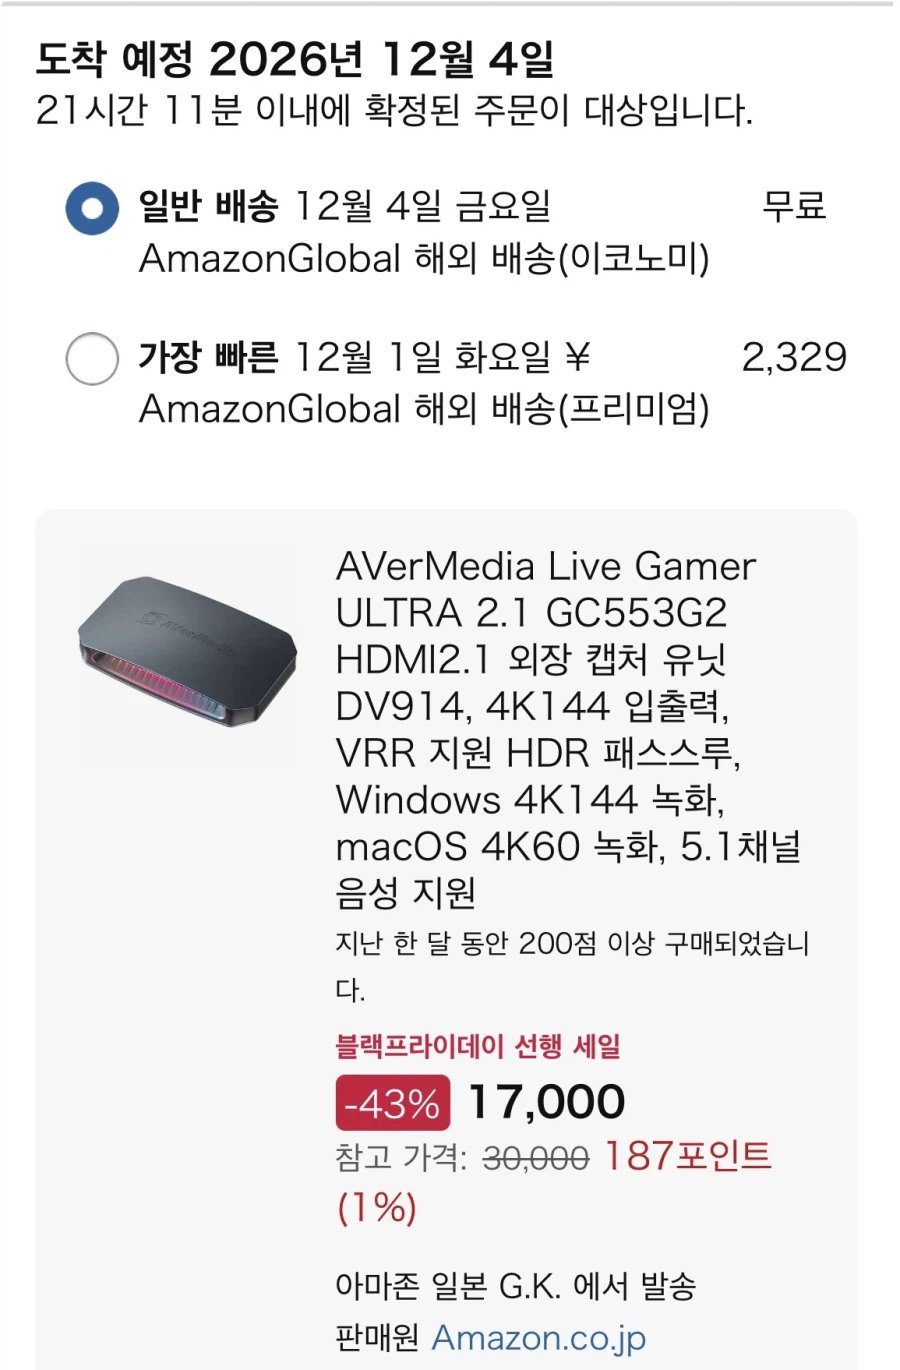 도착 예정 2026년 12월 4일
21시간 11분 이내에 확정된 주문이 대상입니다.
일반 배송 12월 4일 금요일 무료
AmazonGlobal 해외 배송(이코노미)
가장 빠른 12월 1일 화요일 ¥ 2,329
AmazonGlobal 해외 배송(프리미엄)
AVerMedia Live Gamer
ULTRA 2.1 GC553G2
HDMI2.1 외장 캡처 유닛
DV914, 4K144 입출력,
VRR 지원 HDR 패스스루,
Windows 4K144 녹화,
macOS 4K60 녹화, 5.1채널
음성 지원
지난 한 달 동안 200점 이상 구매되었습니
다.
블랙프라이데이 선행 세일
-43% 17,000
참고 가격: 30,000 187포인트
(1%)
아마존 일본 G.K. 에서 발송
판매원 Amazon.co.jp
AVerMedia